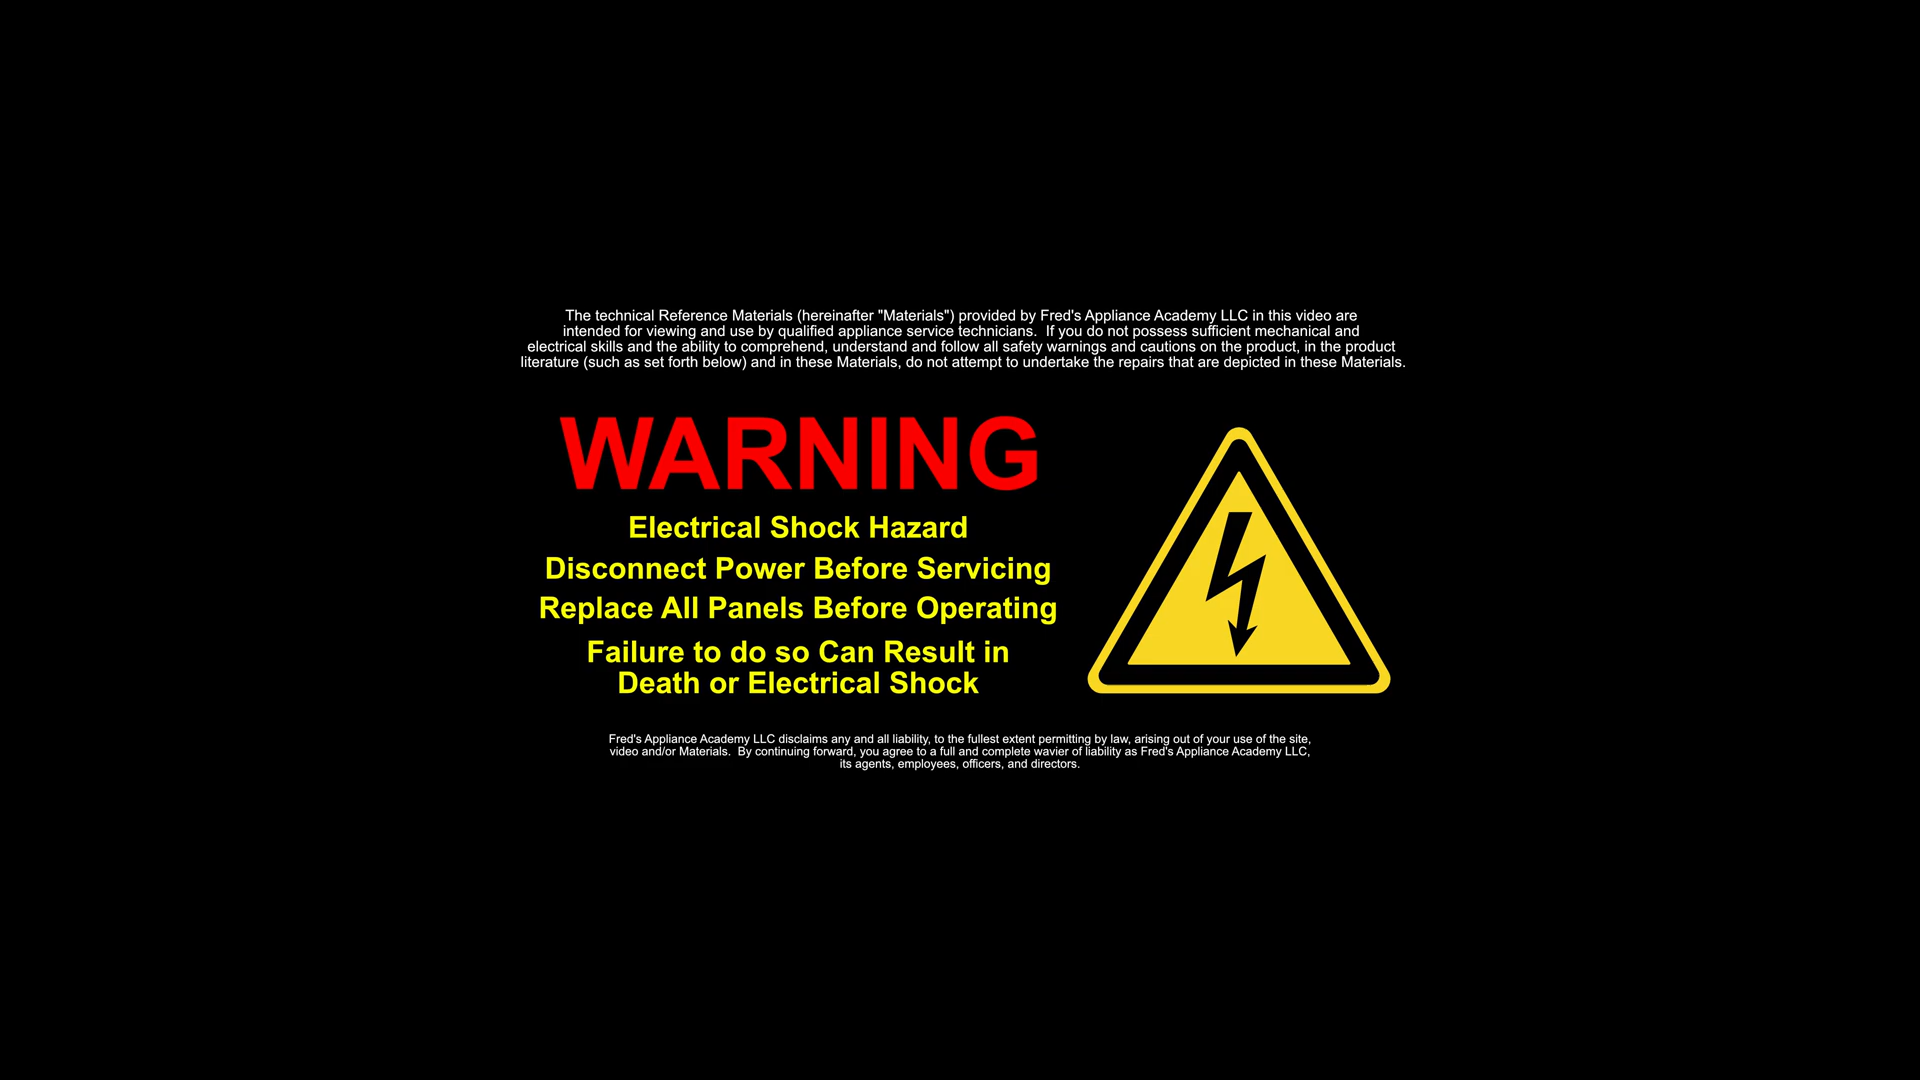 The technical Reference Materials (hereinafter "Materials") provided by Fred's Appliance Academy LLC in this video are
intended for viewing and use by qualified appliance service technicians.  If you do not possess sufficient mechanical and
electrical skills and the ability to comprehend, understand and follow all safety warnings and cautions on the product, in the product
literature (such as set forth below) and in these Materials, do not attempt to undertake the repairs that are depicted in these Materials.
WARNING
Electrical Shock Hazard
Disconnect Power Before Servicing
Replace All Panels Before Operating
Failure to do so Can Result in
Death or Electrical Shock
Fred's Appliance Academy LLC disclaims any and all liability, to the fullest extent permitting by law, arising out of your use of the site,
video and/or Materials.  By continuing forward, you agree to a full and complete wavier of liability as Fred's Appliance Academy LLC,
its agents, employees, officers, and directors.